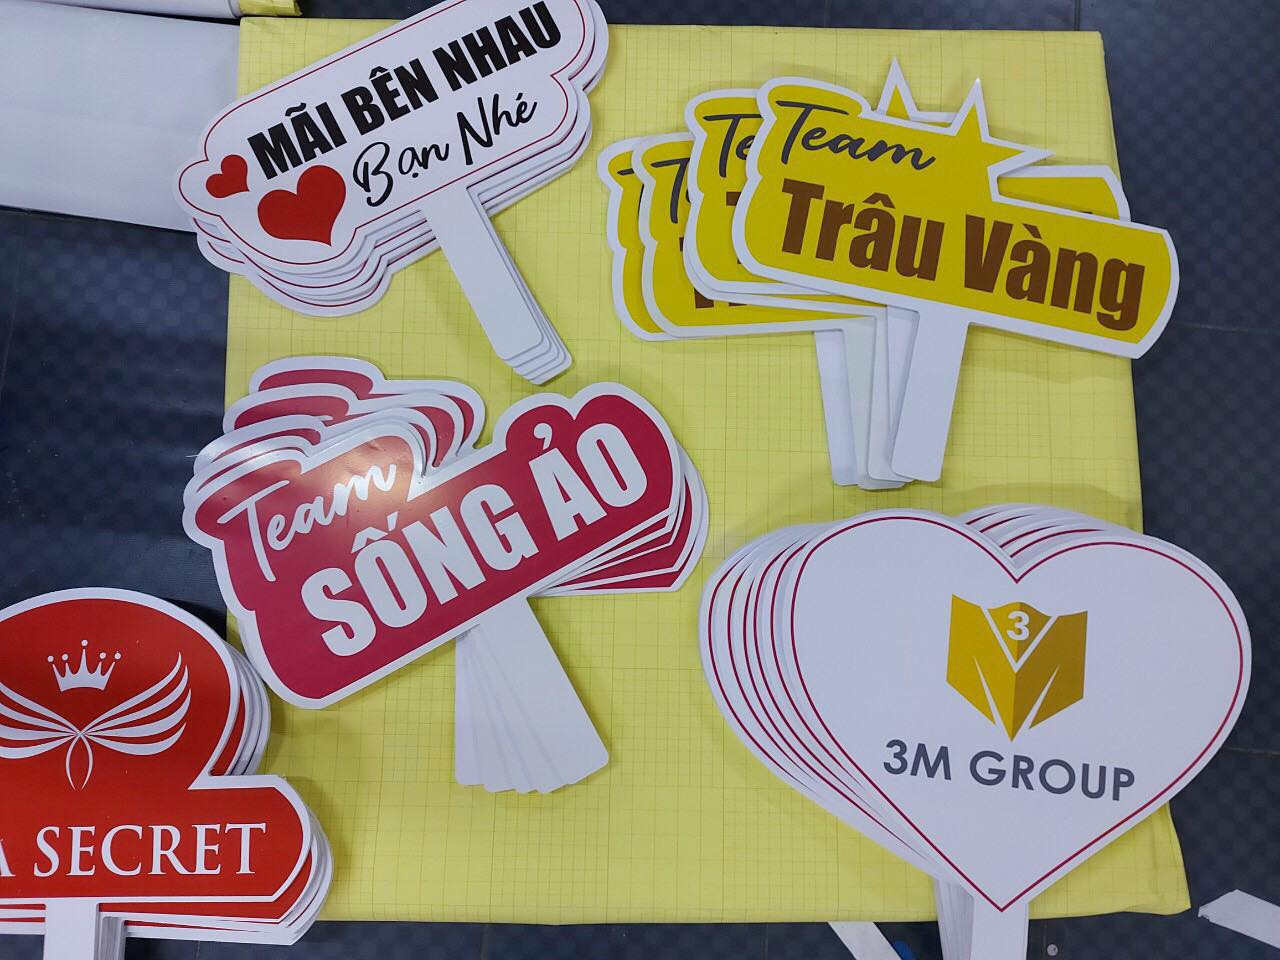 MÃI BÊN NHAU
Bạn Nhé
Team
Trâu Vàng
Team
SỐNG ẢO
SECRET
3
3M GROUP